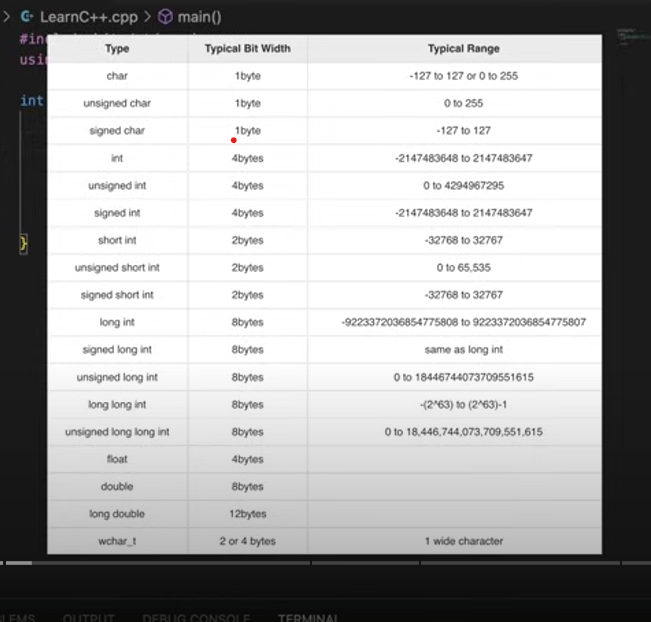 LearnC++.cpp > main()
#inc
usin
int
}
Type Typical Bit Width Typical Range
char 1byte -127 to 127 or 0 to 255
unsigned char 1byte 0 to 255
signed char 1byte -127 to 127
int 4bytes -2147483648 to 2147483647
unsigned int 4bytes 0 to 4294967295
signed int 4bytes -2147483648 to 2147483647
short int 2bytes -32768 to 32767
unsigned short int 2bytes 0 to 65,535
signed short int 2bytes -32768 to 32767
long int 8bytes -9223372036854775808 to 9223372036854775807
signed long int 8bytes same as long int
unsigned long int 8bytes 0 to 18446744073709551615
long long int 8bytes -(2^63) to (2^63)-1
unsigned long long int 8bytes 0 to 18,446,744,073,709,551,615
float 4bytes
double 8bytes
long double 12bytes
wchar_t 2 or 4 bytes 1 wide character
LEMS OUTPUT DEBUG CONSOLE TERMINAL